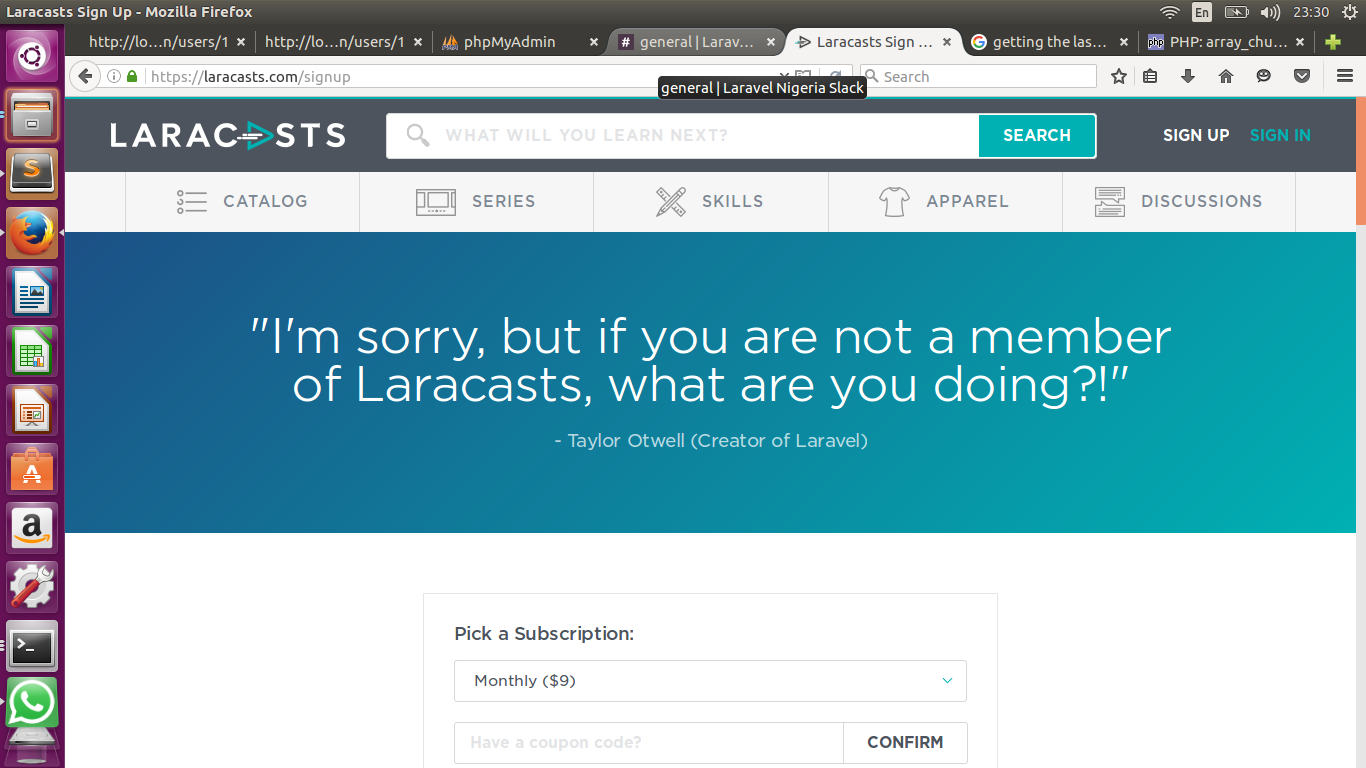 Laracasts Sign Up - Mozilla Firefox
En
23:30
http://lo...n/users/1
http://lo...n/users/1
phpMyAdmin
# general | Larav...
Laracasts Sign ...
getting the las...
php PHP: array_chu...
https://laracasts.com/signup
Search
general | Laravel Nigeria Slack
LARACASTS
WHAT WILL YOU LEARN NEXT?
SEARCH
SIGN UP
SIGN IN
CATALOG
SERIES
SKILLS
APPAREL
DISCUSSIONS
"I'm sorry, but if you are not a member
of Laracasts, what are you doing?!"
- Taylor Otwell (Creator of Laravel)
Pick a Subscription:
Monthly ($9)
Have a coupon code?
CONFIRM